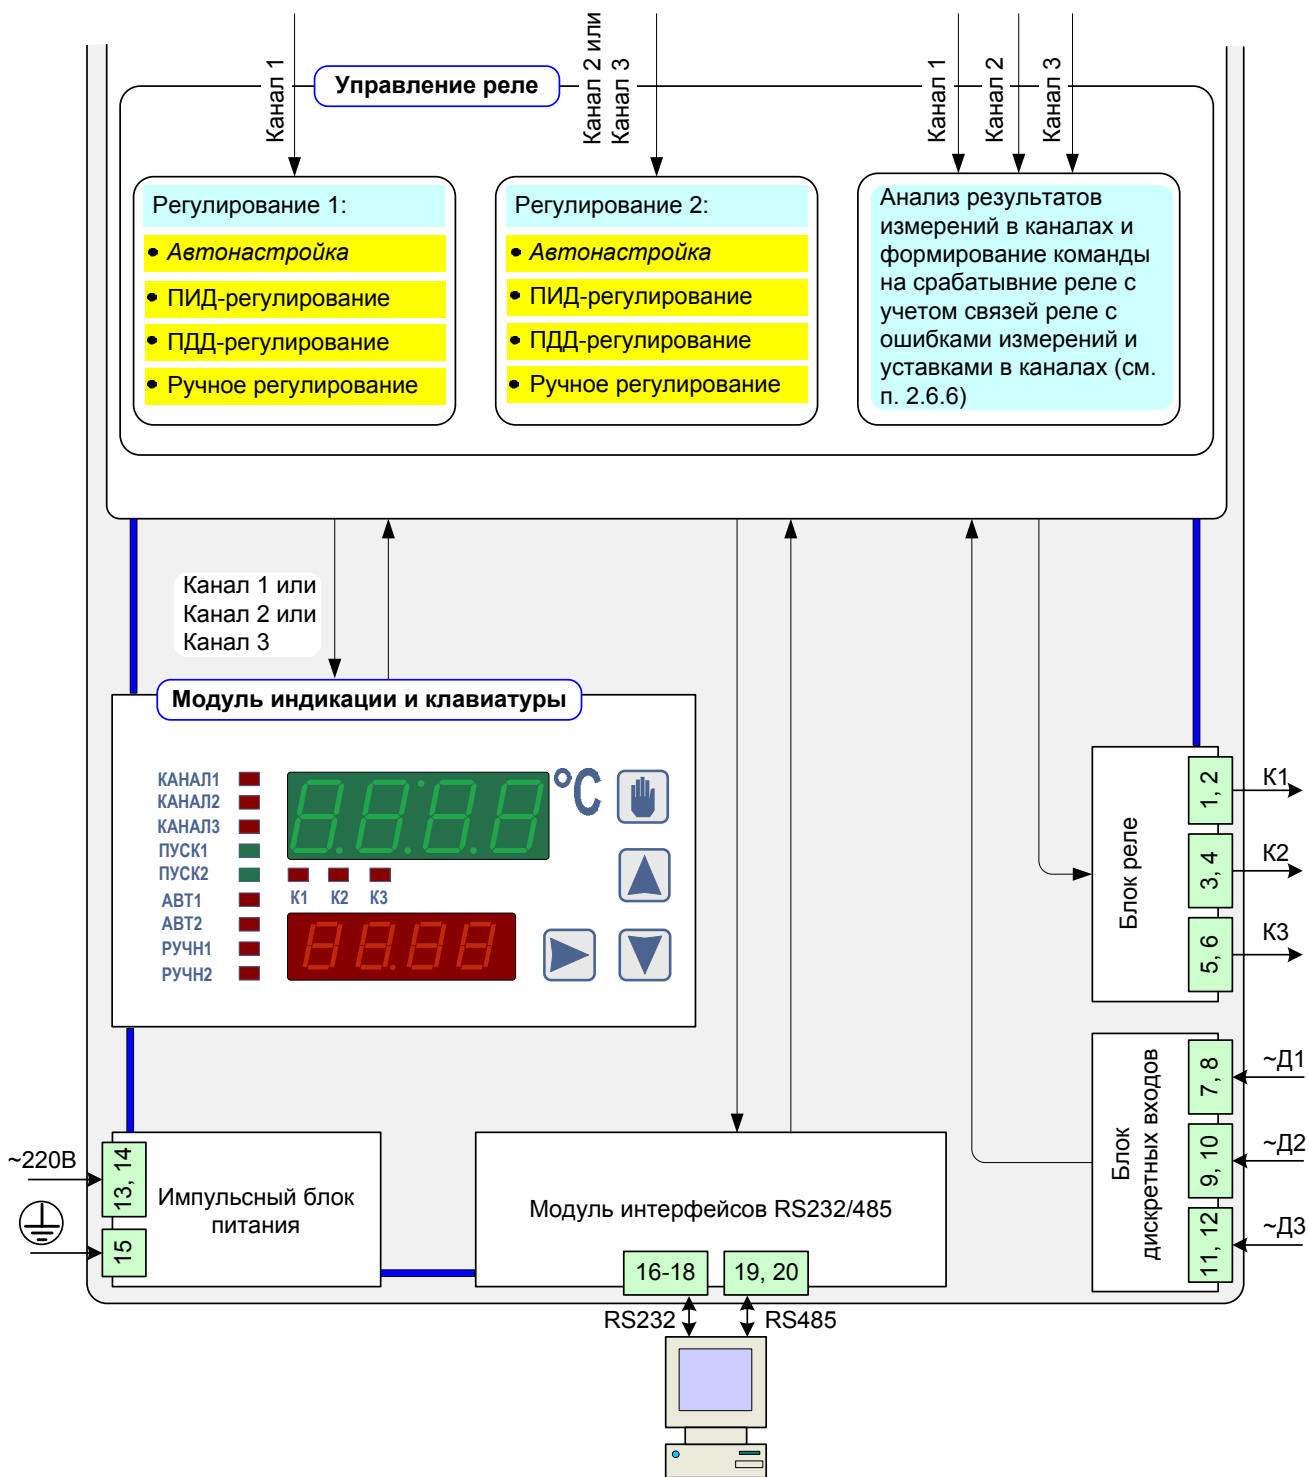 Канал 1
Управление реле
Канал 2 или
Канал 3
Канал 1
Канал 2
Канал 3
Регулирование 1:
• Автонастройка
• ПИД-регулирование
• ПДД-регулирование
• Ручное регулирование
Регулирование 2:
• Автонастройка
• ПИД-регулирование
• ПДД-регулирование
• Ручное регулирование
Анализ результатов
измерений в каналах и
формирование команды
на срабатывние реле с
учетом связей реле с
ошибками измерений и
уставками в каналах (см.
п. 2.6.6)
Канал 1 или
Канал 2 или
Канал 3
Модуль индикации и клавиатуры
КАНАЛ1
КАНАЛ2
КАНАЛ3
ПУСК1
ПУСК2
АВТ1
АВТ2
РУЧН1
РУЧН2
8.8:8.8
°C
К1 К2 К3
88.88
Блок реле
1, 2
К1
3, 4
К2
5, 6
К3
Блок
дискретных входов
7, 8
~Д1
9, 10
~Д2
11, 12
~Д3
~220В
13, 14
15
Импульсный блок
питания
Модуль интерфейсов RS232/485
16-18
19, 20
RS232
RS485